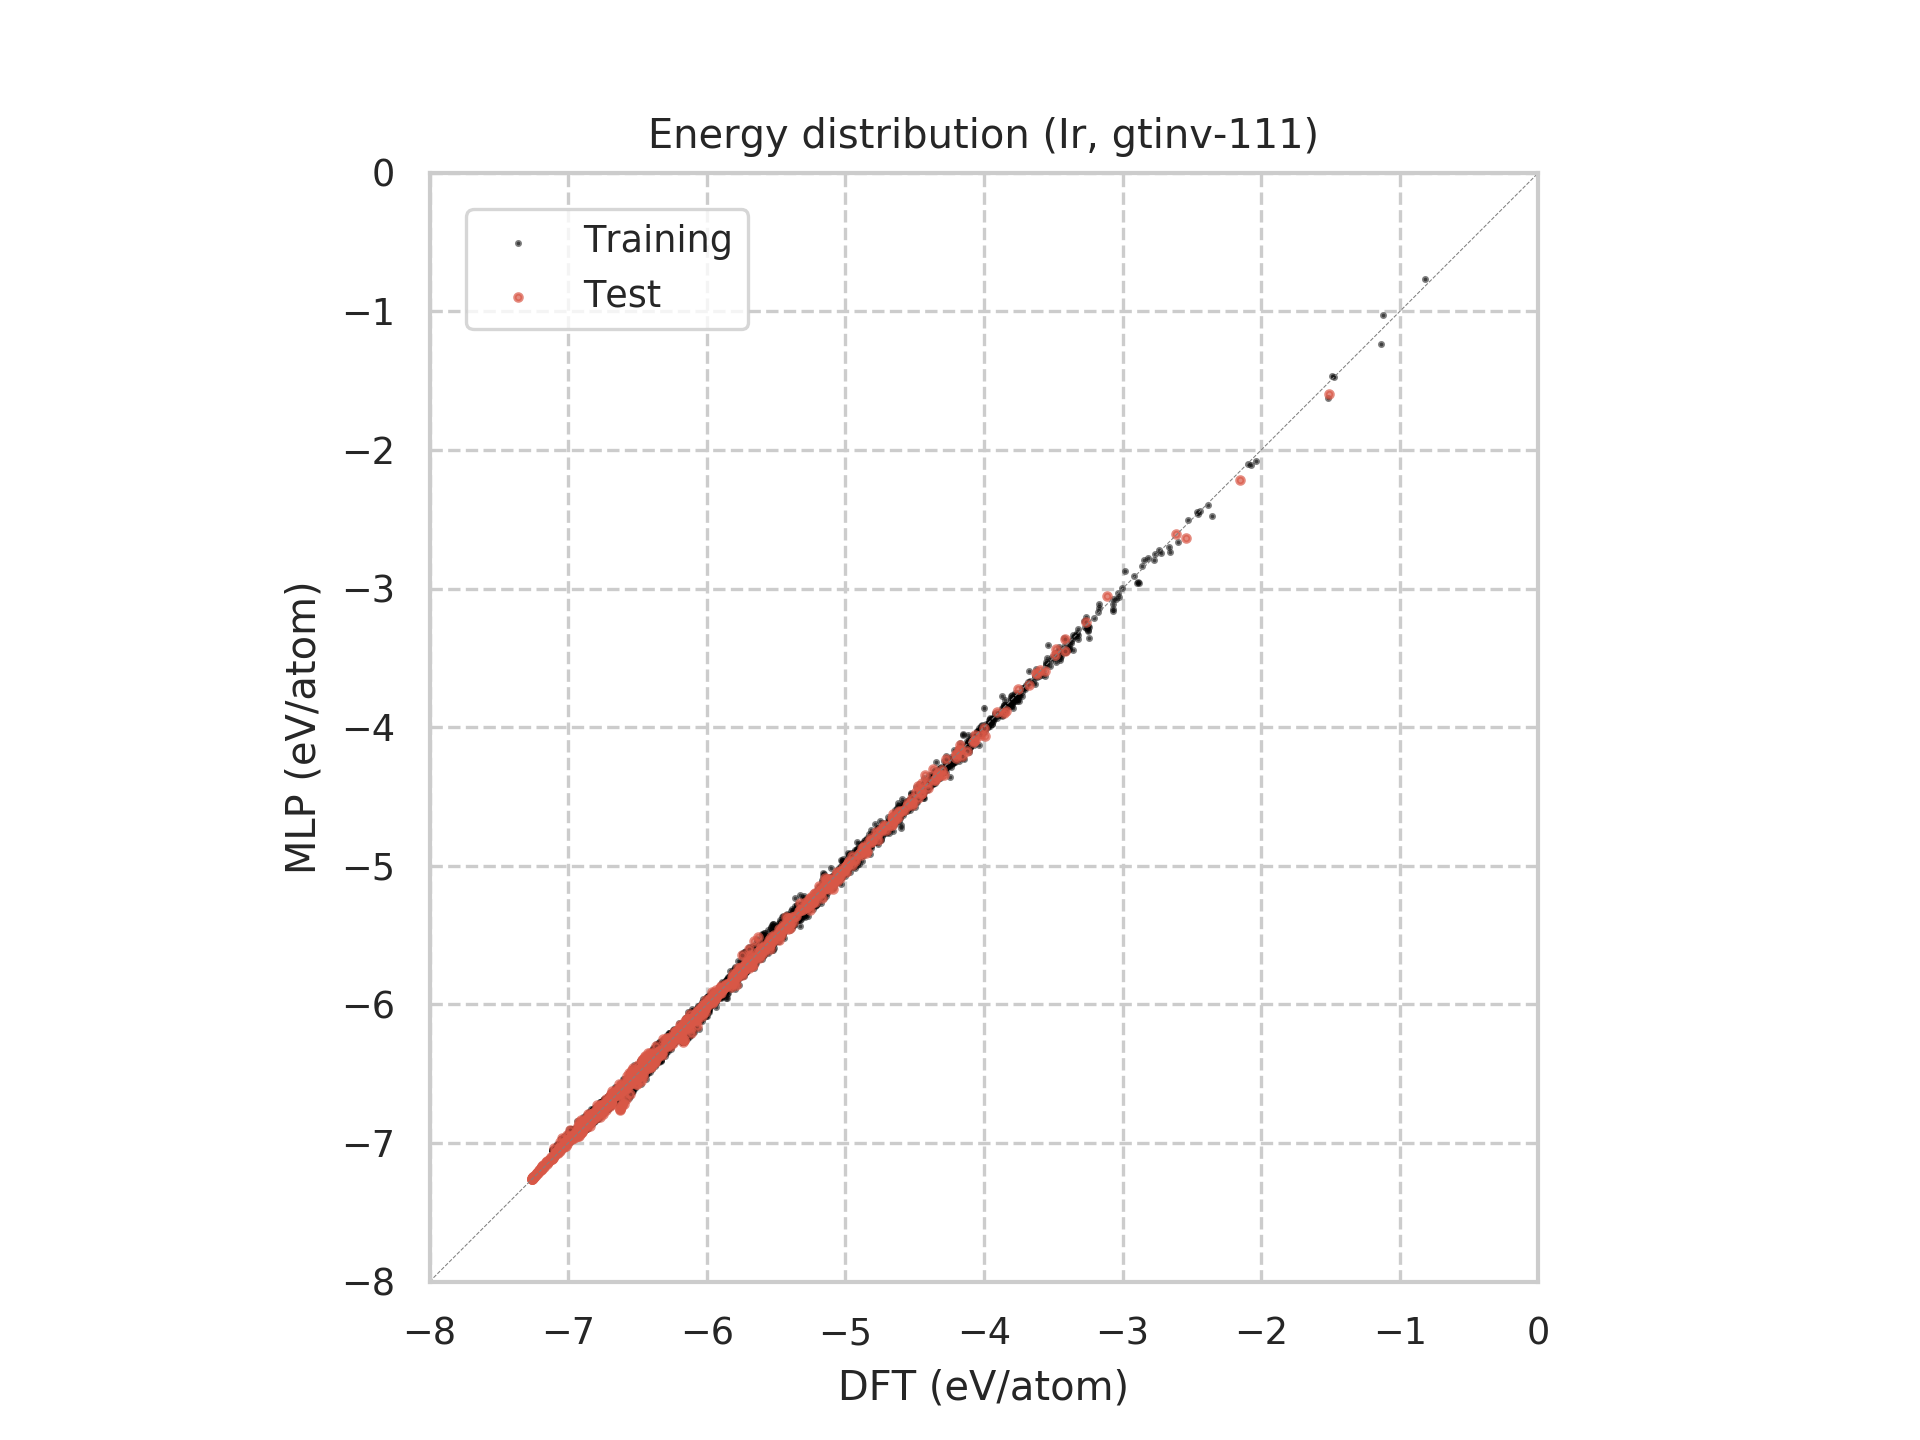 Energy distribution (Ir, gtinv-111)
0
−1
−2
−3
−4
−5
−6
−7
−8
MLP (eV/atom)
Training
Test
−8 −7 −6 −5 −4 −3 −2 −1 0
DFT (eV/atom)